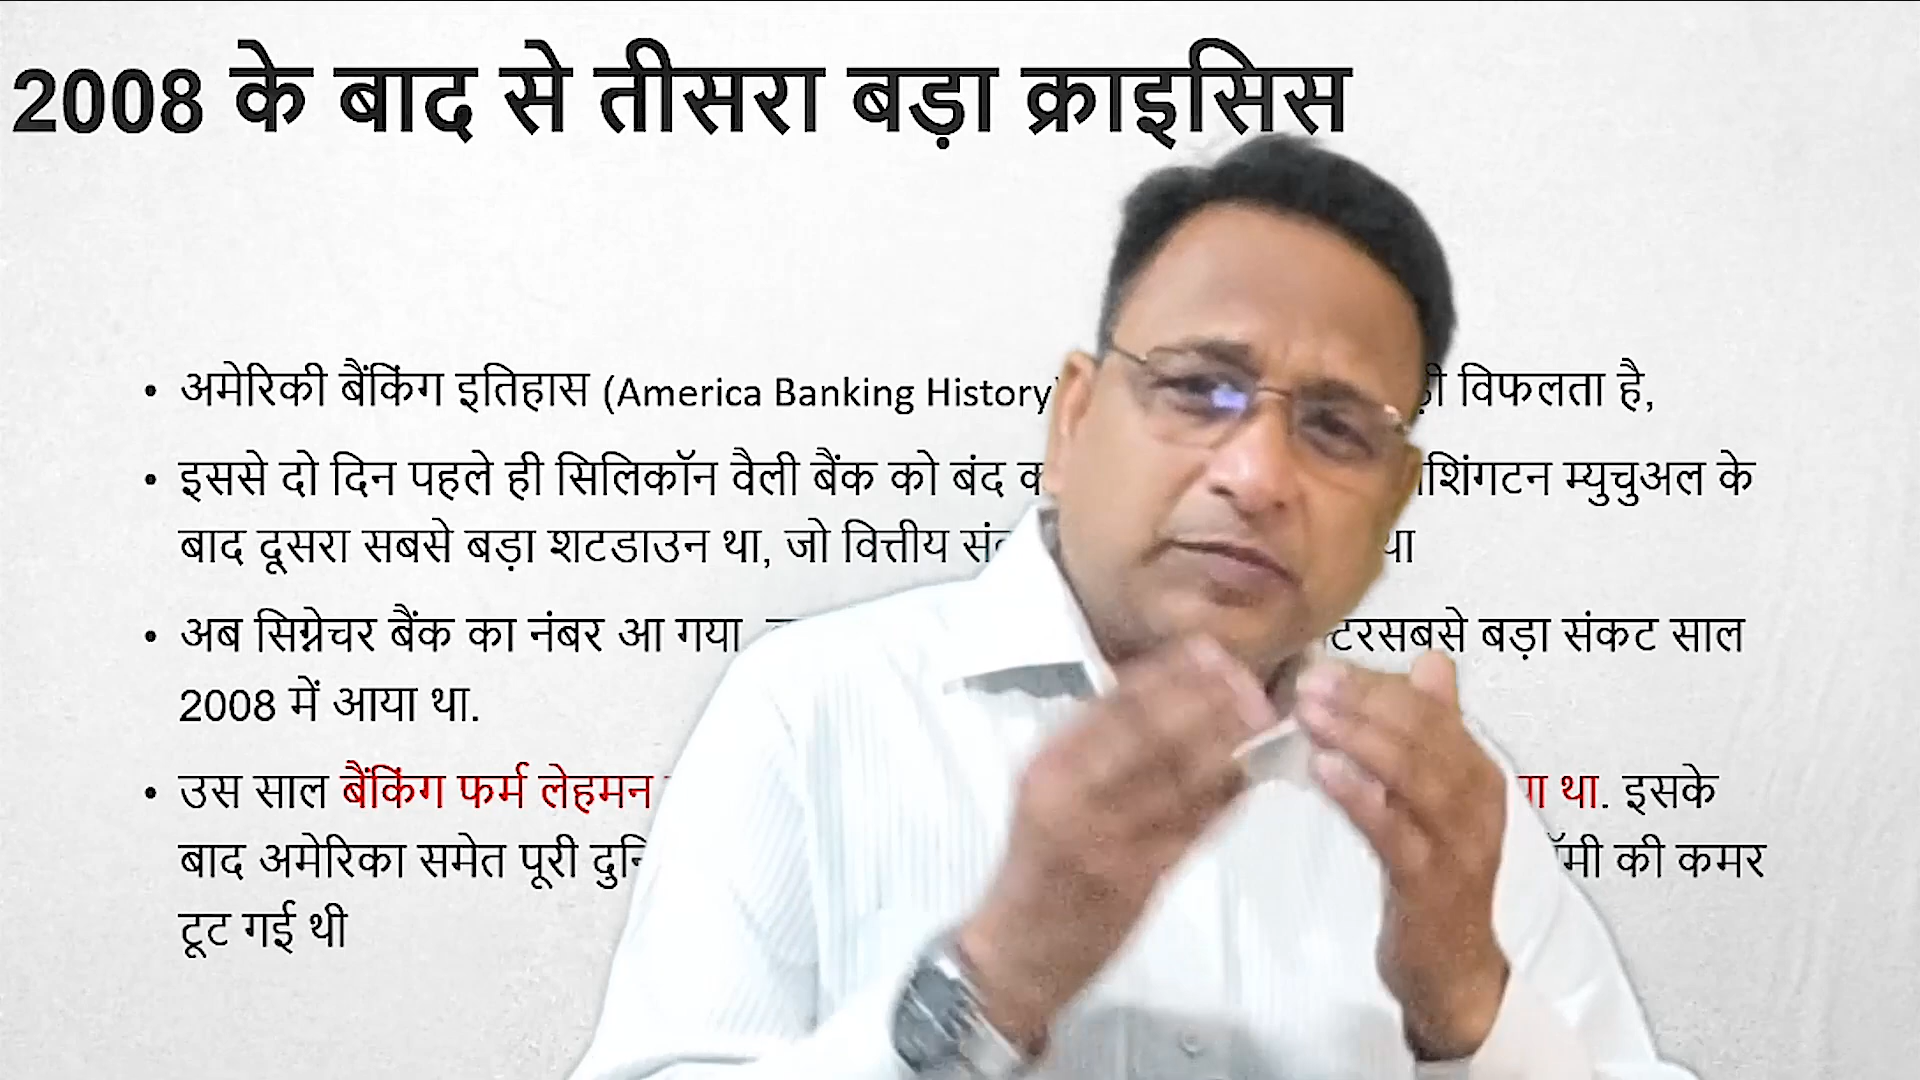 2008 के बाद से तीसरा बड़ा क्राइसिस
• अमेरिकी बैंकिंग इतिहास (America Banking History) विफलता है,
• इससे दो दिन पहले ही सिलिकॉन वैली बैंक को बंद म्युचुअल के
बाद दूसरा सबसे बड़ा शटडाउन था, जो वित्तीय
• अब सिग्नेचर बैंक का नंबर आ गया बड़ा संकट साल
2008 में आया था.
• उस साल बैंकिंग फर्म लेहमन था. इसके
बाद अमेरिका समेत पूरी की कमर
टूट गई थी